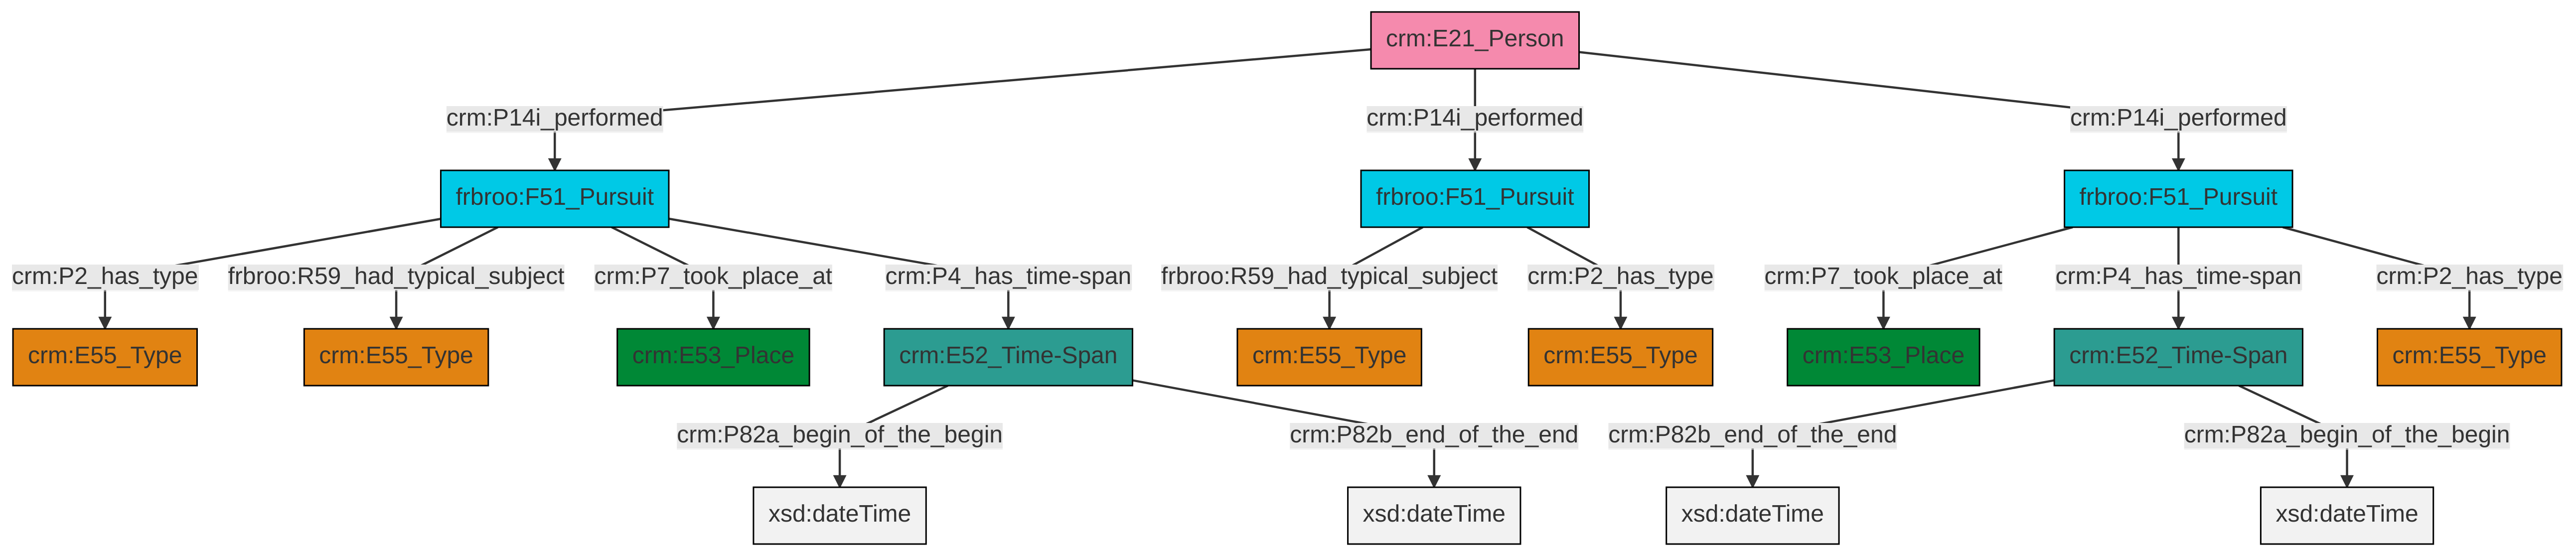 crm:E21_Person
crm:P14i_performed
crm:P14i_performed
crm:P14i_performed
frbroo:F51_Pursuit
frbroo:F51_Pursuit
frbroo:F51_Pursuit
crm:P2_has_type
frbroo:R59_had_typical_subject
crm:P7_took_place_at
crm:P4_has_time-span
frbroo:R59_had_typical_subject
crm:P2_has_type
crm:P7_took_place_at
crm:P4_has_time-span
crm:P2_has_type
crm:E55_Type
crm:E55_Type
crm:E53_Place
crm:E52_Time-Span
crm:E55_Type
crm:E55_Type
crm:E53_Place
crm:E52_Time-Span
crm:E55_Type
crm:P82a_begin_of_the_begin
crm:P82b_end_of_the_end
crm:P82b_end_of_the_end
crm:P82a_begin_of_the_begin
xsd:dateTime
xsd:dateTime
xsd:dateTime
xsd:dateTime